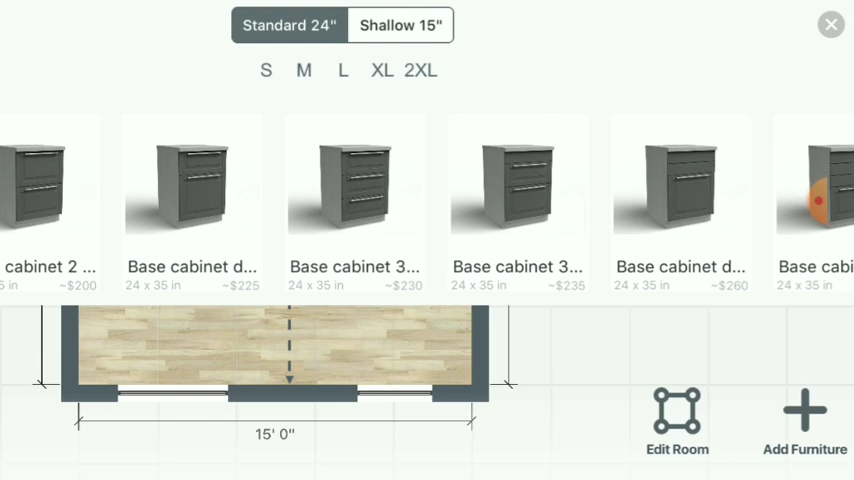 Standard 24" Shallow 15"
S M L XL 2XL
cabinet 2 ... Base cabinet d... Base cabinet 3... Base cabinet 3... Base cabinet d... Base cabi
5 in ~$200 24 x 35 in ~$225 24 x 35 in ~$230 24 x 35 in ~$235 24 x 35 in ~$260 24 x 35 in
15' 0"
Edit Room Add Furniture